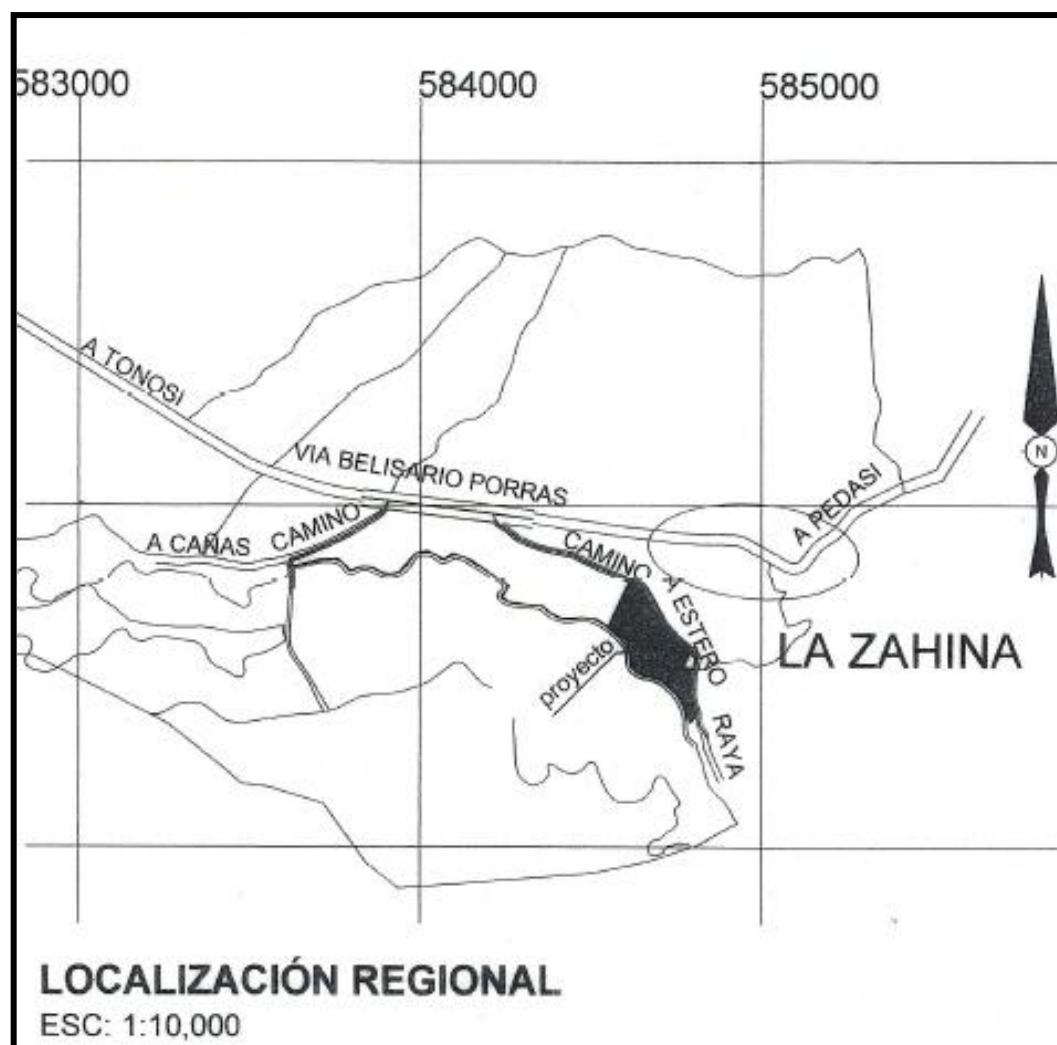 583000
584000
585000
A TONOSI
VIA BELISARIO PORRAS
A PEDASI
CAMINO
A CAÑAS
CAMINO
A ESTERO RAYA
N
proyecto
LA ZAHINA
LOCALIZACIÓN REGIONAL
ESC: 1:10,000